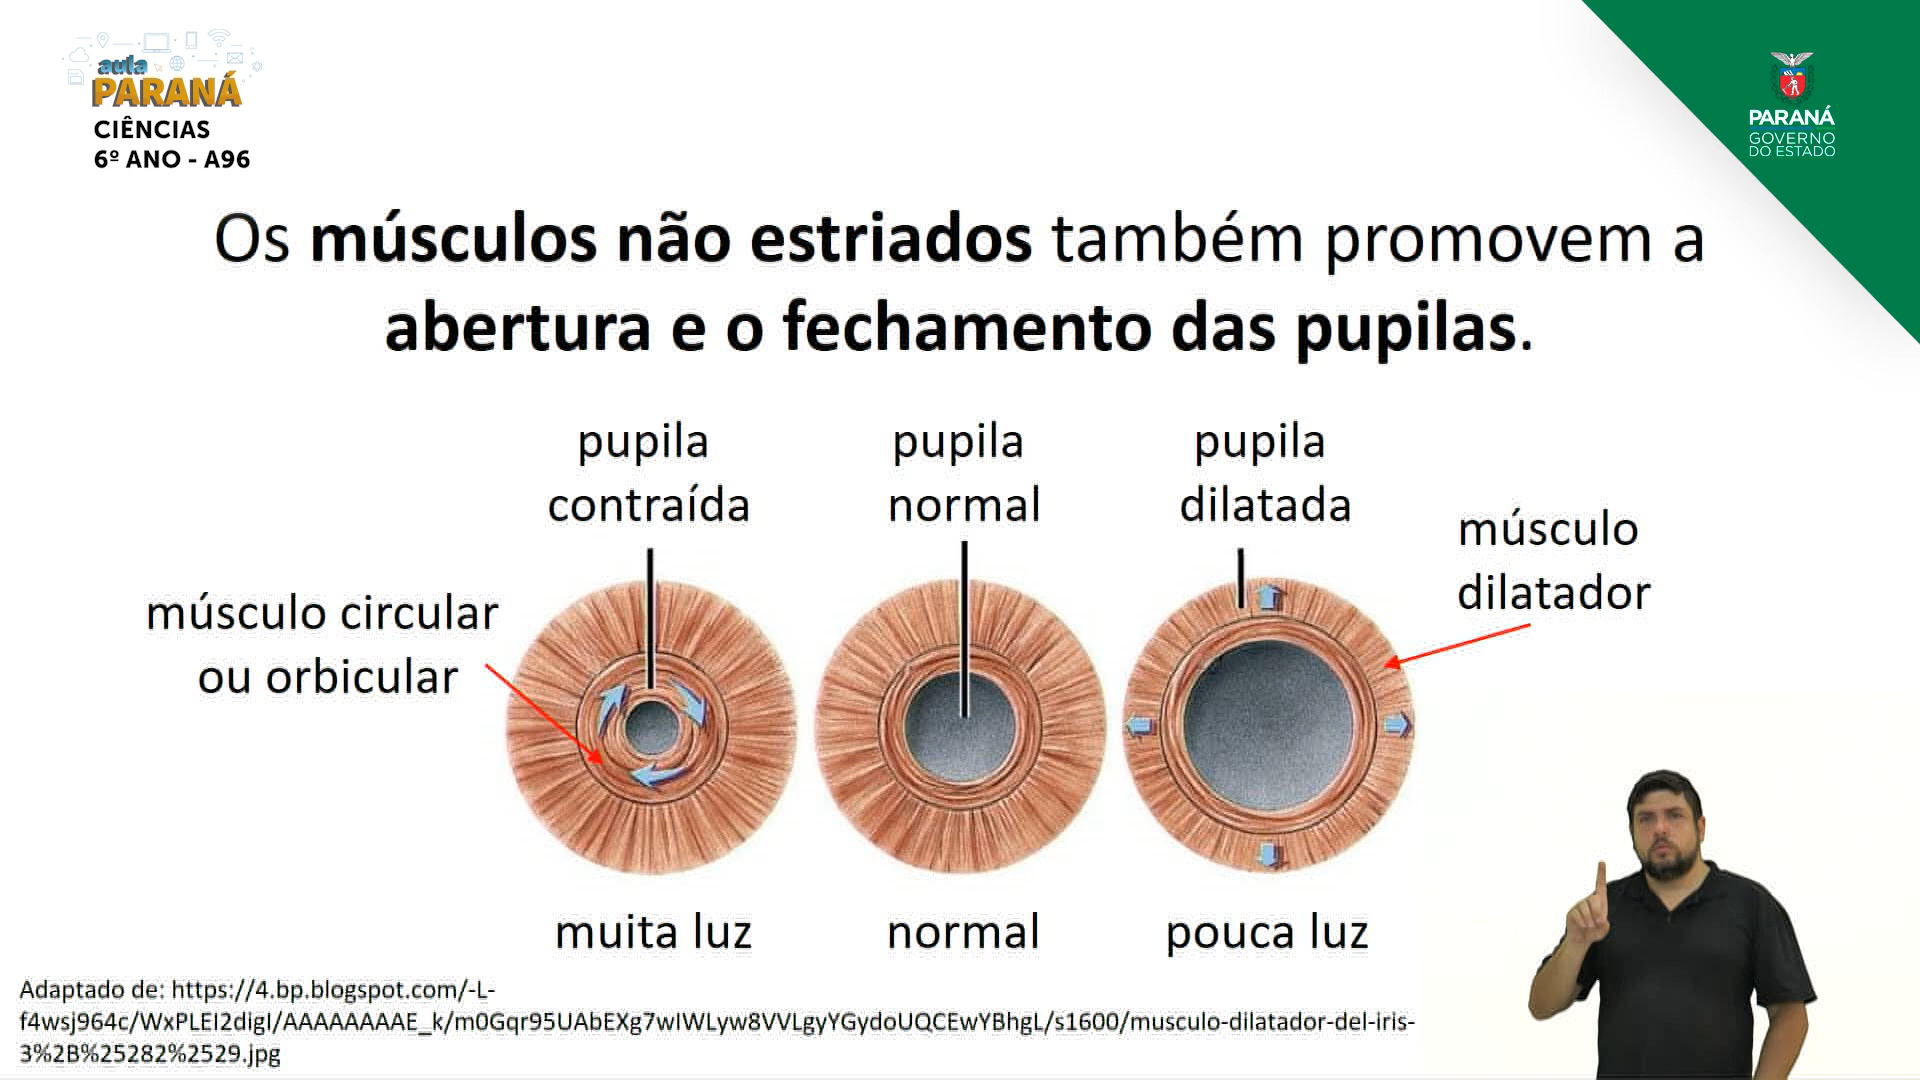 aula
PARANÁ
CIÊNCIAS
6º ANO - A96
PARANÁ
GOVERNO
DO ESTADO
Os músculos não estriados também promovem a
abertura e o fechamento das pupilas.
pupila
contraída
pupila
normal
pupila
dilatada
músculo
dilatador
músculo circular
ou orbicular
muita luz
normal
pouca luz
Adaptado de: https://4.bp.blogspot.com/-L-
f4wsj964c/WxPLEI2digI/AAAAAAAAE_k/m0Gqr95UAbEXg7wIWLyw8VVLgyYGydoUQCEwYBhgL/s1600/musculo-dilatador-del-iris-
3%2B%25282%2529.jpg